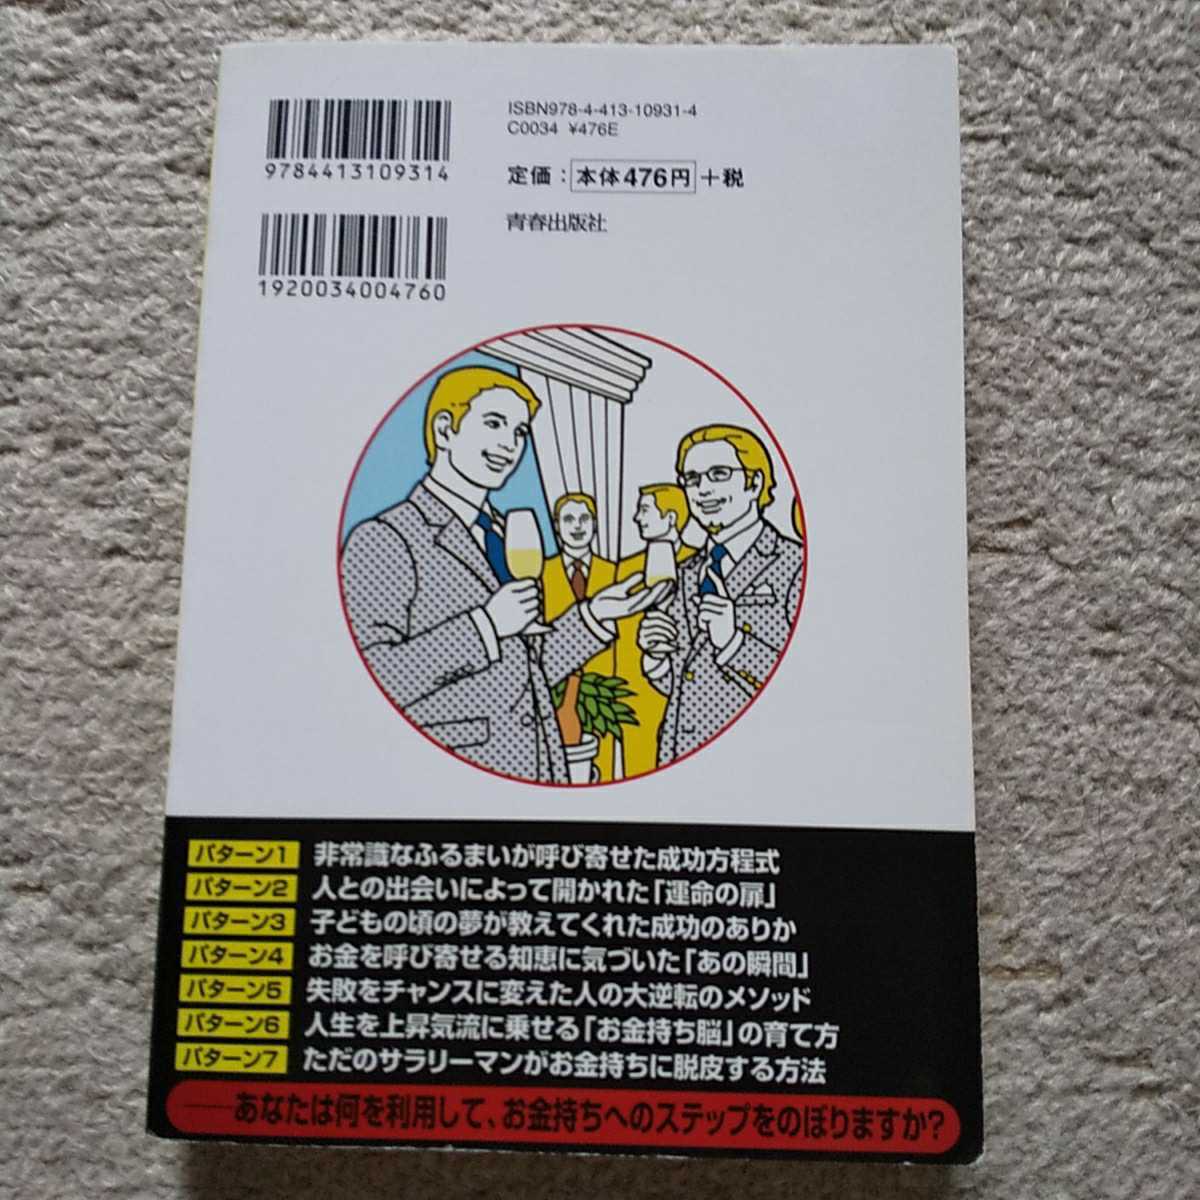 9784413109314
1920034004760
ISBN978-4-413-10931-4
C0034 ¥476E
定価：本体476円＋税
青春出版社
パターン1 非常識なふるまいが呼び寄せた成功方程式
パターン2 人との出会いによって開かれた「運命の扉」
パターン3 子どもの頃の夢が教えてくれた成功のありか
パターン4 お金を呼び寄せる知恵に気づいた「あの瞬間」
パターン5 失敗をチャンスに変えた人の大逆転のメソッド
パターン6 人生を上昇気流に乗せる「お金持ち脳」の育て方
パターン7 ただのサラリーマンがお金持ちに脱皮する方法
――あなたは何を利用して、お金持ちへのステップをのぼりますか?